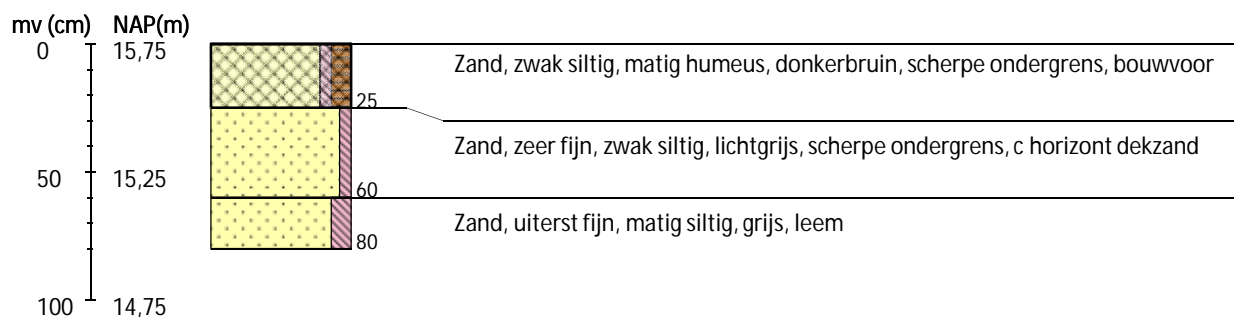 mv (cm) NAP(m)
0 15,75
Zand, zwak siltig, matig humeus, donkerbruin, scherpe ondergrens, bouwvoor
25
Zand, zeer fijn, zwak siltig, lichtgrijs, scherpe ondergrens, c horizont dekzand
50 15,25
60
Zand, uiterst fijn, matig siltig, grijs, leem
80
100 14,75